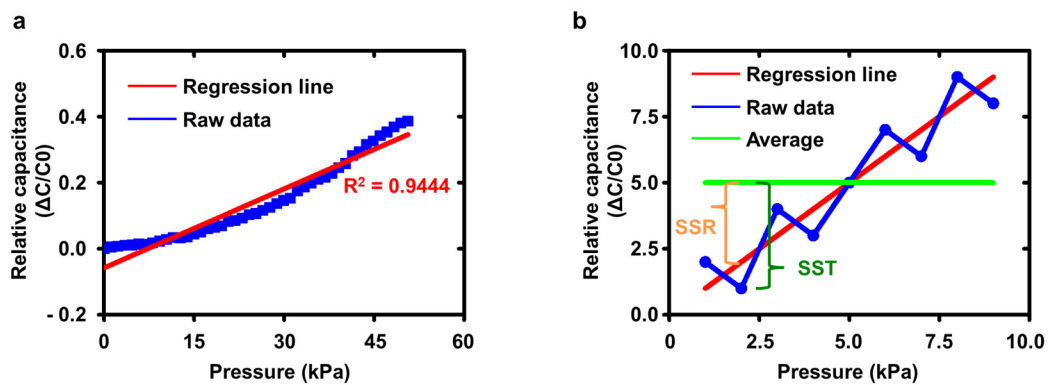 a
0.6
0.4
0.2
0.0
- 0.2
Relative capacitance
(ΔC/C0)
Regression line
Raw data
R² = 0.9444
0
15
30
45
60
Pressure (kPa)
b
10.0
7.5
5.0
2.5
0.0
Relative capacitance
(ΔC/C0)
Regression line
Raw data
Average
SSR
SST
0.0
2.5
5.0
7.5
10.0
Pressure (kPa)